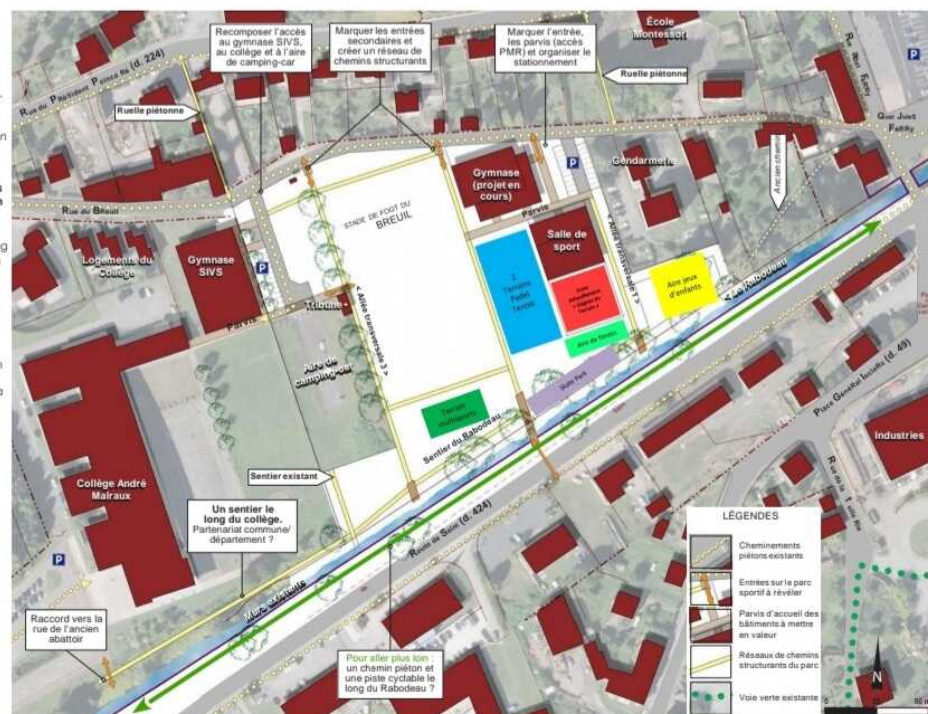 Recomposer l'accès
au gymnase SIVS,
au collège et à l'aire
de camping-car
Marquer les entrées
secondaires et
créer un réseau de
chemins structurants
Marquer l'entrée,
les parvis (accès
PMR) et organiser le
stationnement
École
Montessori
Rue du Président Poincaré (d. 224)
Ruelle piétonne
Ruelle piétonne
P
Rue Jules Ferry
Quai Jules
Ferry
Gymnase
(projet en
cours)
P
Gendarmerie
Ancien chemin
STADE DE FOOT DU
BREUIL
Parvis
Rue du Breuil
Logements du
Collège
Gymnase
SIVS
P
Salle de
sport
2
Terrains
Padel
Tennis
< Allée transversale 1 >
Aire jeux
d'enfants
< Le Rabodeau
Tribune
Parvis
< Allée transversale 2 >
Aire de fitness
Aire de
camping-car
Skate Park
Terrain
multisports
Sentier du Rabodeau
Place Général Leclerc (d. 49)
Industries
Collège André
Malraux
Sentier existant
Un sentier le
long du collège.
Partenariat commune/
département ?
Route de Salm (d. 424)
P
Murs existants
Raccord vers la
rue de l'ancien
abattoir
Pour aller plus loin :
un chemin piéton et
une piste cyclable le
long du Rabodeau ?
LÉGENDES
Cheminements
piétons existants
Entrées sur le parc
sportif à révéler
Parvis d'accueil des
bâtiments à mettre
en valeur
Réseaux de chemins
structurants du parc
Voie verte existante
N